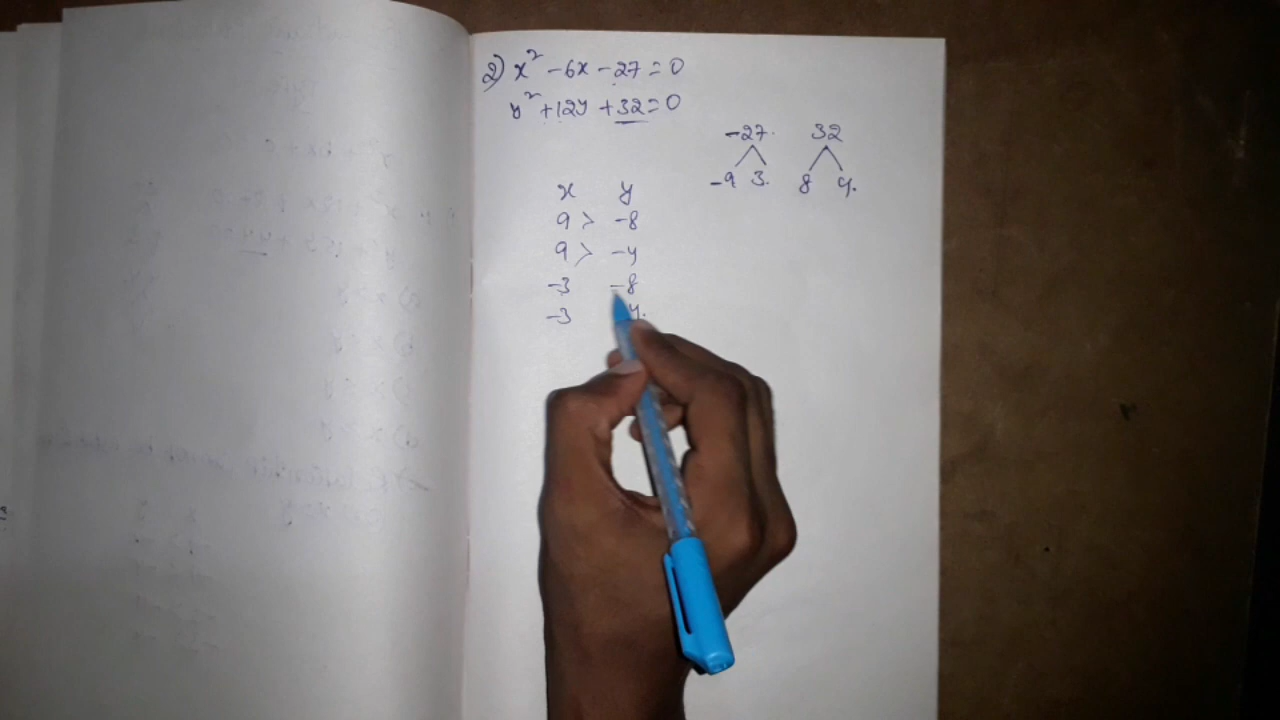 2) x² - 6x - 27 = 0
y² + 12y + 32 = 0
-27. 32
-9 3. 8 4.
x y
9 > -8
9 > -4
-3 -8
-3 4.